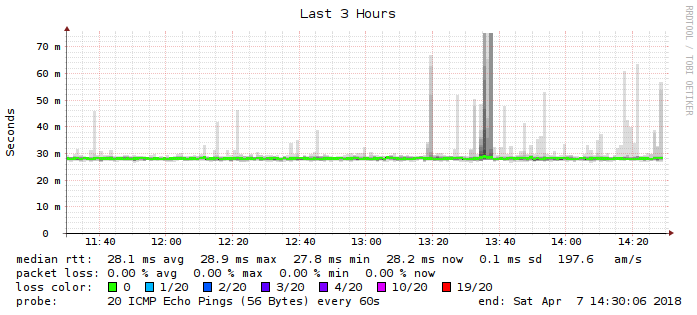 Last 3 Hours
RRDTOOL / TOBI OETIKER
Seconds
70 m
60 m
50 m
40 m
30 m
20 m
10 m
0
11:40 12:00 12:20 12:40 13:00 13:20 13:40 14:00 14:20
median rtt: 28.1 ms avg 28.9 ms max 27.8 ms min 28.2 ms now 0.1 ms sd 197.6 am/s
packet loss: 0.00 % avg 0.00 % max 0.00 % min 0.00 % now
loss color: 0 1/20 2/20 3/20 4/20 10/20 19/20
probe: 20 ICMP Echo Pings (56 Bytes) every 60s end: Sat Apr 7 14:30:06 2018